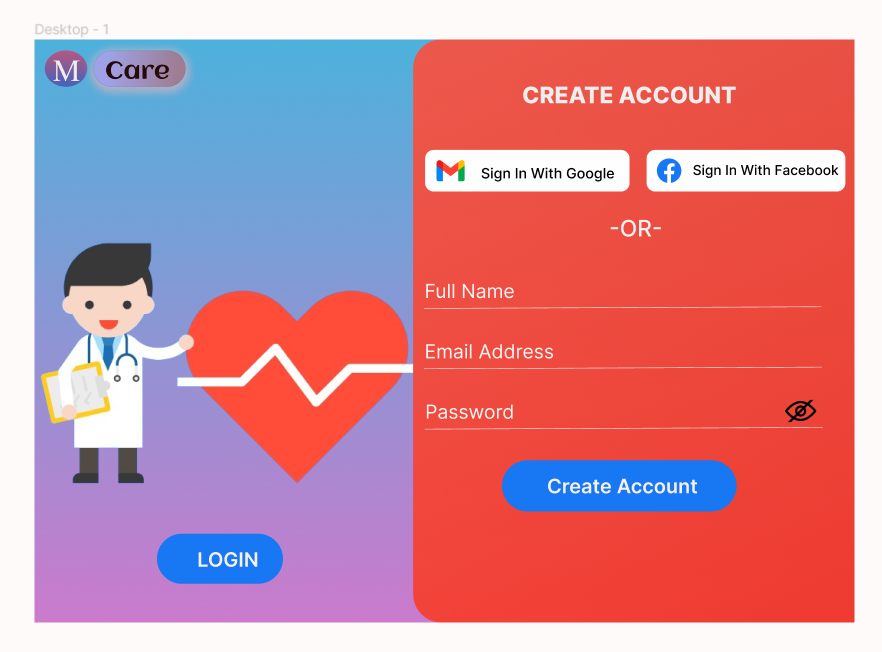 Desktop - 1
M Care
CREATE ACCOUNT
Sign In With Google
Sign In With Facebook
-OR-
Full Name
Email Address
Password
Create Account
LOGIN